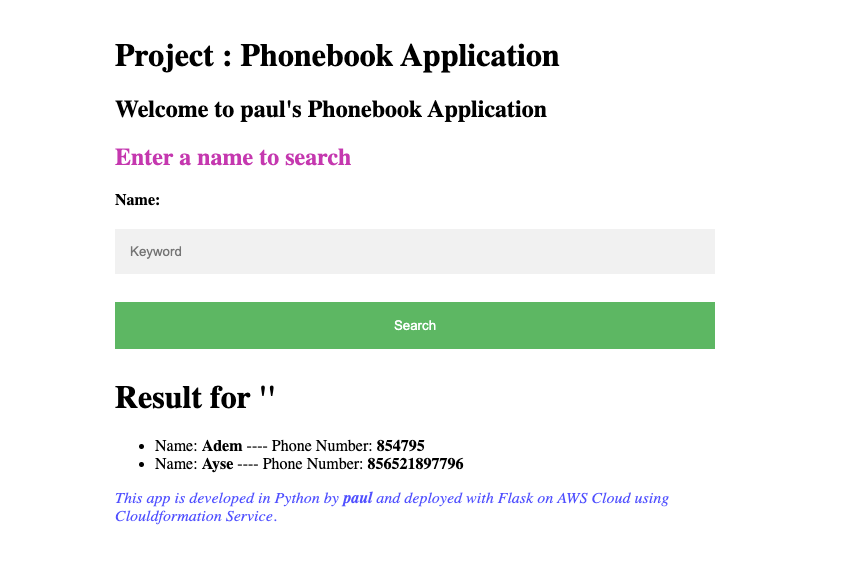 Project : Phonebook Application
Welcome to paul's Phonebook Application
Enter a name to search
Name:
Keyword
Search
Result for ''
• Name: Adem ---- Phone Number: 854795
• Name: Ayse ---- Phone Number: 856521897796
This app is developed in Python by paul and deployed with Flask on AWS Cloud using
Clouldformation Service.